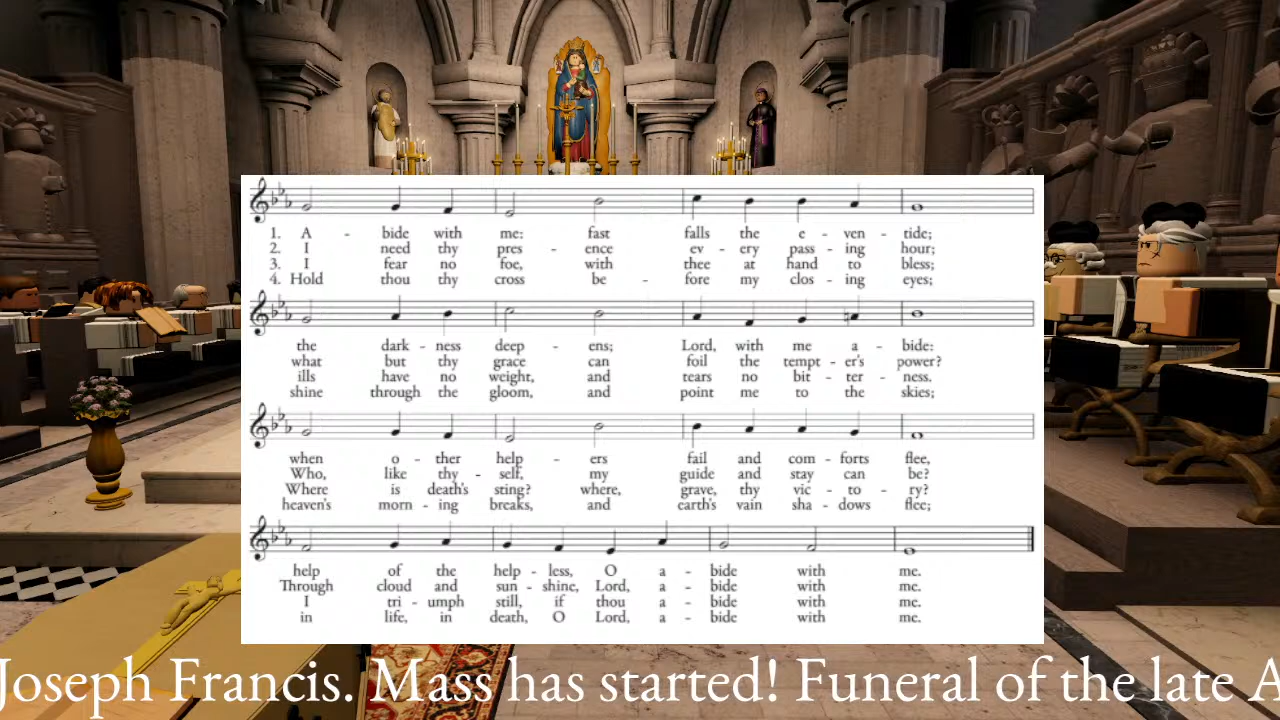 1. A - bide with me: fast falls the e - ven - tide;
2. I need thy pres - ence ev - ery pass - ing hour;
3. I fear no foe, with thee at hand to bless;
4. Hold thou thy cross be - fore my clos - ing eyes;
the dark - ness deep - ens; Lord, with me a - bide:
what but thy grace can foil the tempt - er's power?
ills have no weight, and tears no bit - ter - ness.
shine through the gloom, and point me to the skies;
when o - ther help - ers fail and com - forts flee,
Who, like thy - self, my guide and stay can be?
Where is death's sting? where, grave, thy vic - to - ry?
heaven's morn - ing breaks, and earth's vain sha - dows flee;
help of the help - less, O a - bide with me.
Through cloud and sun - shine, Lord, a - bide with me.
I tri - umph still, if thou a - bide with me.
in life, in death, O Lord, a - bide with me.
Joseph Francis. Mass has started! Funeral of the late A